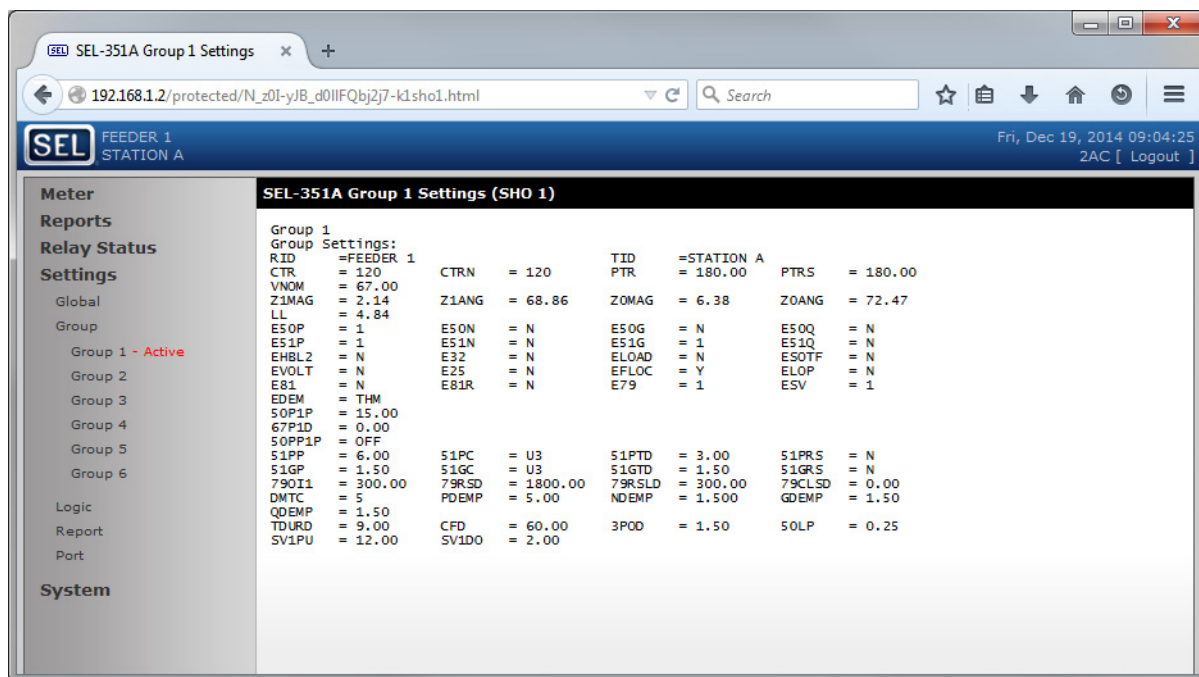 SEL SEL-351A Group 1 Settings
192.168.1.2/protected/N_z0I-yJB_d0IIFQbj2j7-k1sho1.html Search
SEL FEEDER 1
STATION A
Fri, Dec 19, 2014 09:04:25
2AC [ Logout ]
Meter
Reports
Relay Status
Settings
Global
Group
Group 1 - Active
Group 2
Group 3
Group 4
Group 5
Group 6
Logic
Report
Port
System
SEL-351A Group 1 Settings (SHO 1)
Group 1
Group Settings:
RID =FEEDER 1 TID =STATION A
CTR = 120 CTRN = 120 PTR = 180.00 PTRS = 180.00
VNOM = 67.00
Z1MAG = 2.14 Z1ANG = 68.86 Z0MAG = 6.38 Z0ANG = 72.47
LL = 4.84
E50P = 1 E50N = N E50G = N E50Q = N
E51P = 1 E51N = N E51G = 1 E51Q = N
EHBL2 = N E32 = N ELOAD = N ESOTF = N
EVOLT = N E25 = N EFLOC = Y ELOP = N
E81 = N E81R = N E79 = 1 ESV = 1
EDEM = THM
50P1P = 15.00
67P1D = 0.00
50PP1P = OFF
51PP = 6.00 51PC = U3 51PTD = 3.00 51PRS = N
51GP = 1.50 51GC = U3 51GTD = 1.50 51GRS = N
79OI1 = 300.00 79RSD = 1800.00 79RSLD = 300.00 79CLSD = 0.00
DMTC = 5 PDEMP = 5.00 NDEMP = 1.500 GDEMP = 1.50
QDEMP = 1.50
TDURD = 9.00 CFD = 60.00 3POD = 1.50 50LP = 0.25
SV1PU = 12.00 SV1DO = 2.00